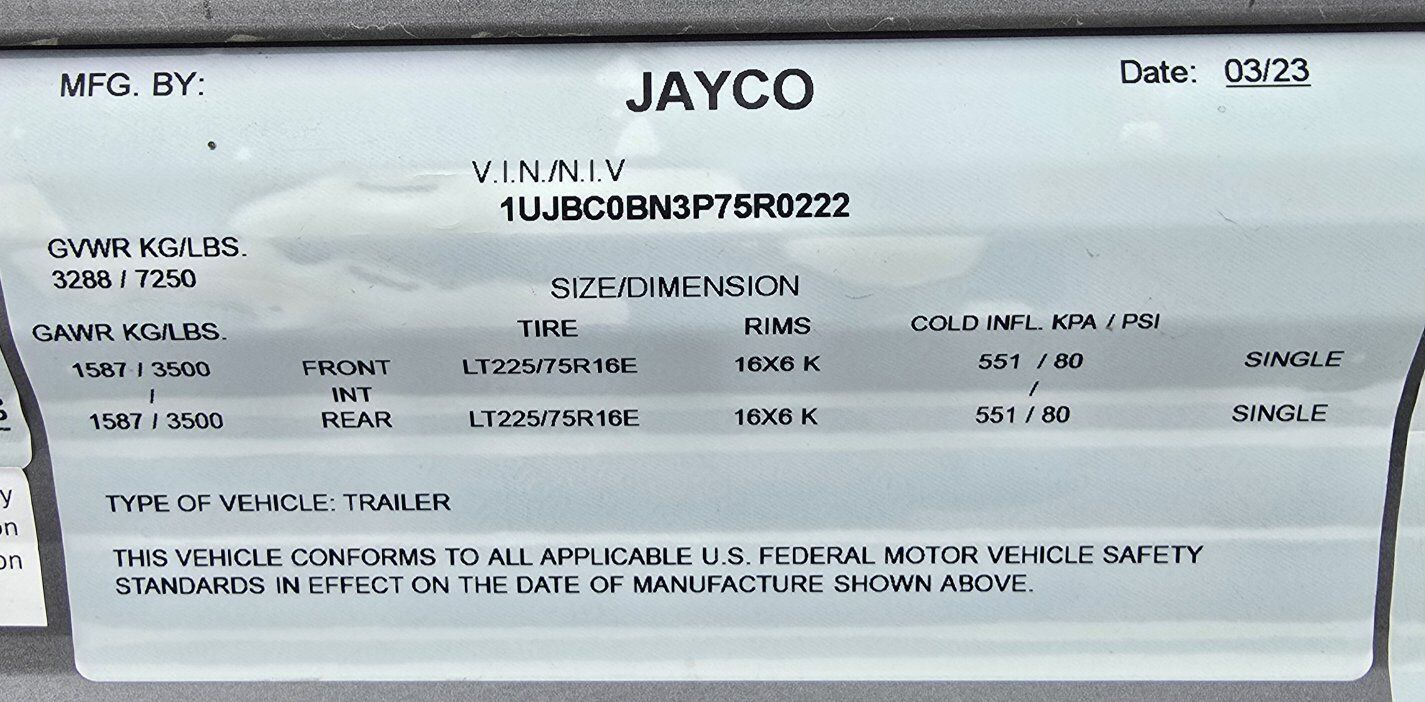 MFG. BY: JAYCO Date: 03/23
V.I.N./N.I.V
1UJBC0BN3P75R0222
GVWR KG/LBS.
3288 / 7250
SIZE/DIMENSION
GAWR KG/LBS. TIRE RIMS COLD INFL. KPA / PSI
1587 / 3500 FRONT LT225/75R16E 16X6 K 551 / 80 SINGLE
/ INT /
1587 / 3500 REAR LT225/75R16E 16X6 K 551 / 80 SINGLE
TYPE OF VEHICLE: TRAILER
THIS VEHICLE CONFORMS TO ALL APPLICABLE U.S. FEDERAL MOTOR VEHICLE SAFETY
STANDARDS IN EFFECT ON THE DATE OF MANUFACTURE SHOWN ABOVE.